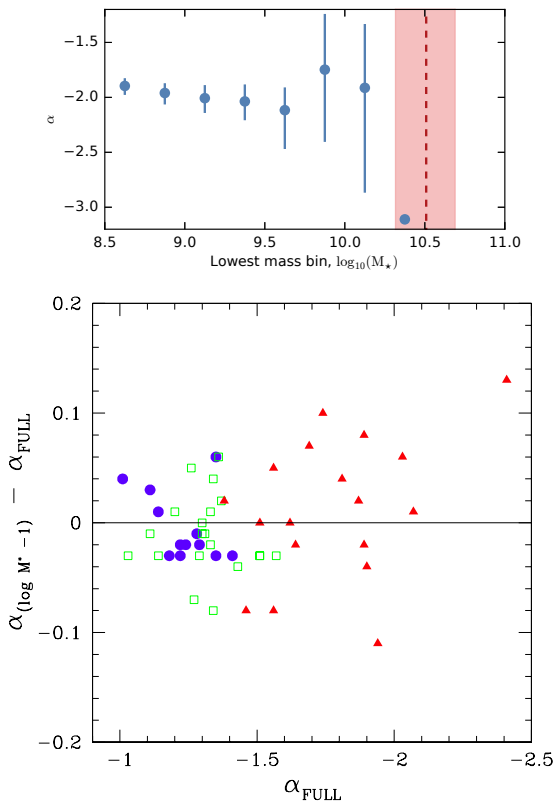 α
−1.5
−2.0
−2.5
−3.0
8.5 9.0 9.5 10.0 10.5 11.0
Lowest mass bin, log₁₀(M⋆)
α(log M* -1) − αFULL
0.2
0.1
0
−0.1
−0.2
−1 −1.5 −2 −2.5
αFULL